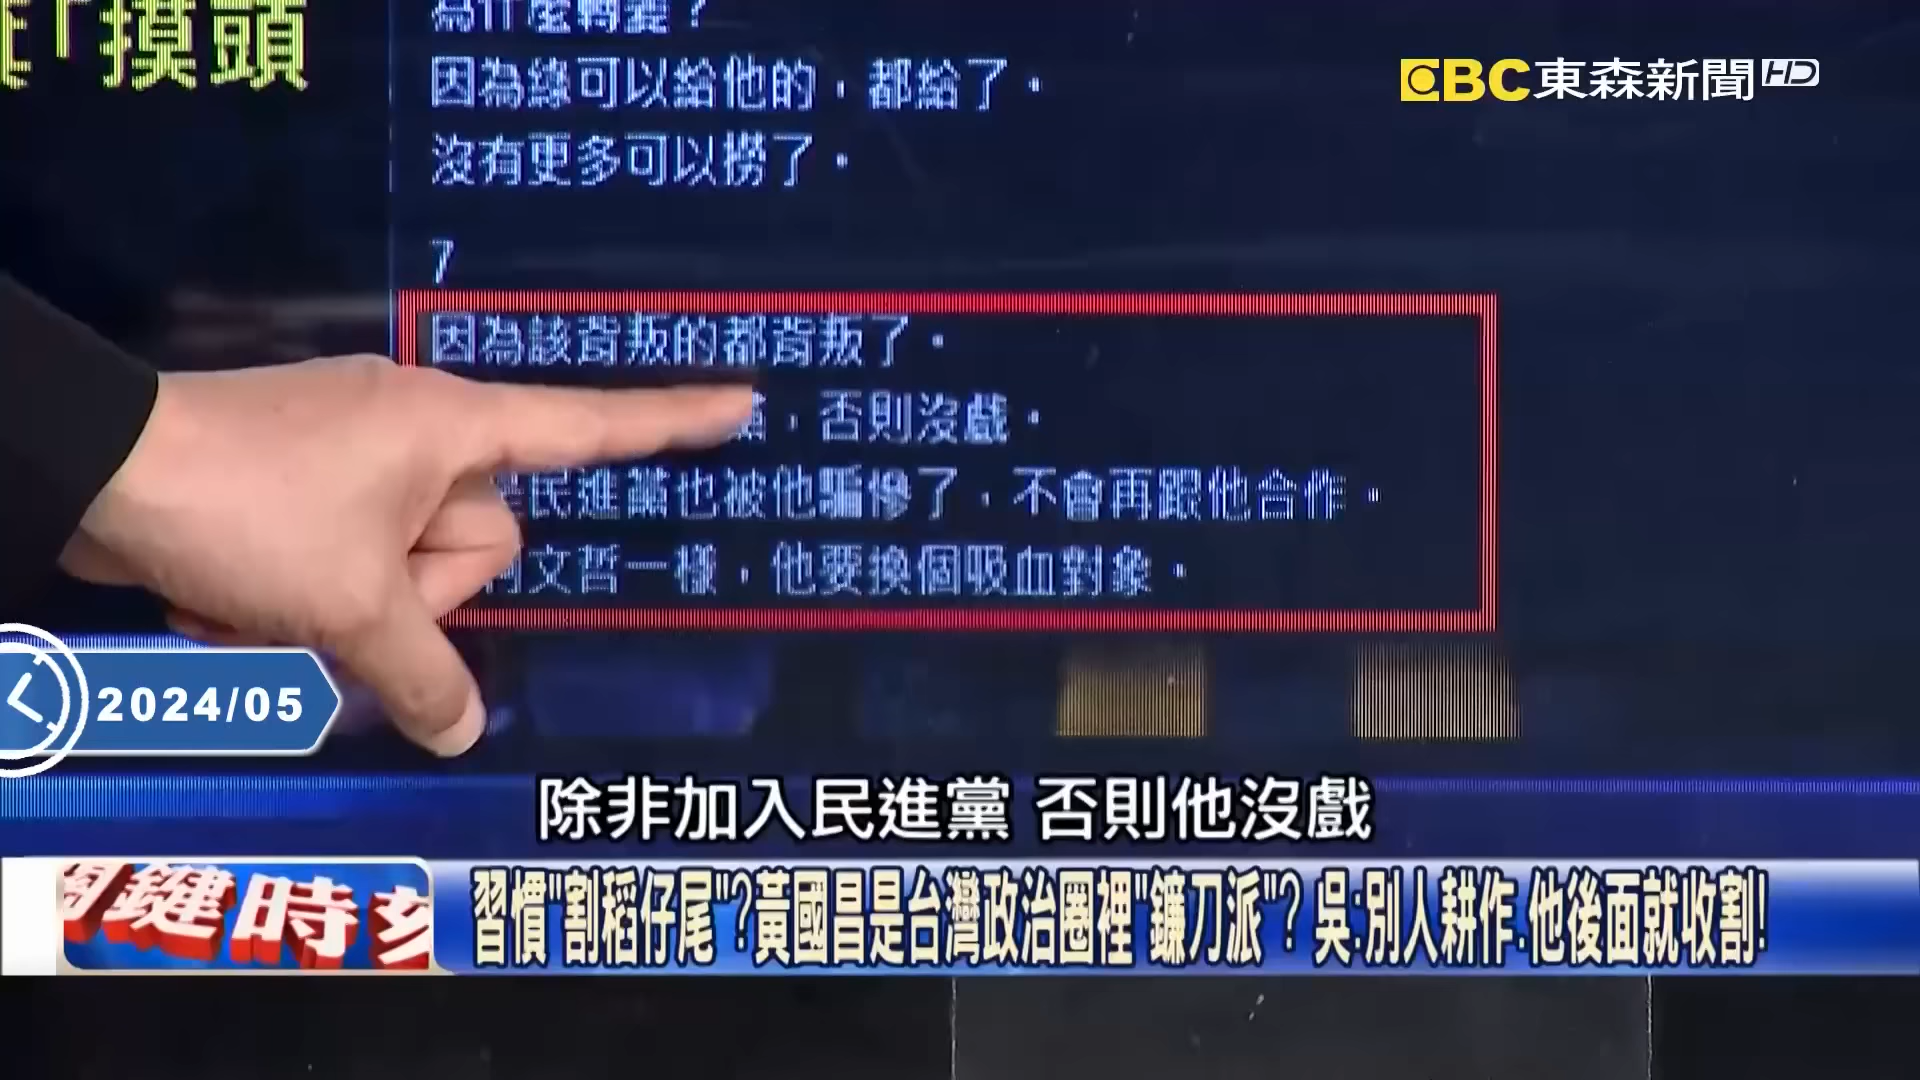 「摸頭
為什麼轉變？
因為綠可以給他的，都給了。
沒有更多可以撈了。
EBC東森新聞HD
7
因為該背叛的都背叛了。
，否則沒戲。
民進黨也被他騙慘了，不會再跟他合作。
文哲一樣，他要換個吸血對象。
2024/05
除非加入民進黨 否則他沒戲
關鍵時刻
習慣"割稻仔尾"？黃國昌是台灣政治圈裡"鐮刀派"？ 吳:別人耕作.他後面就收割!